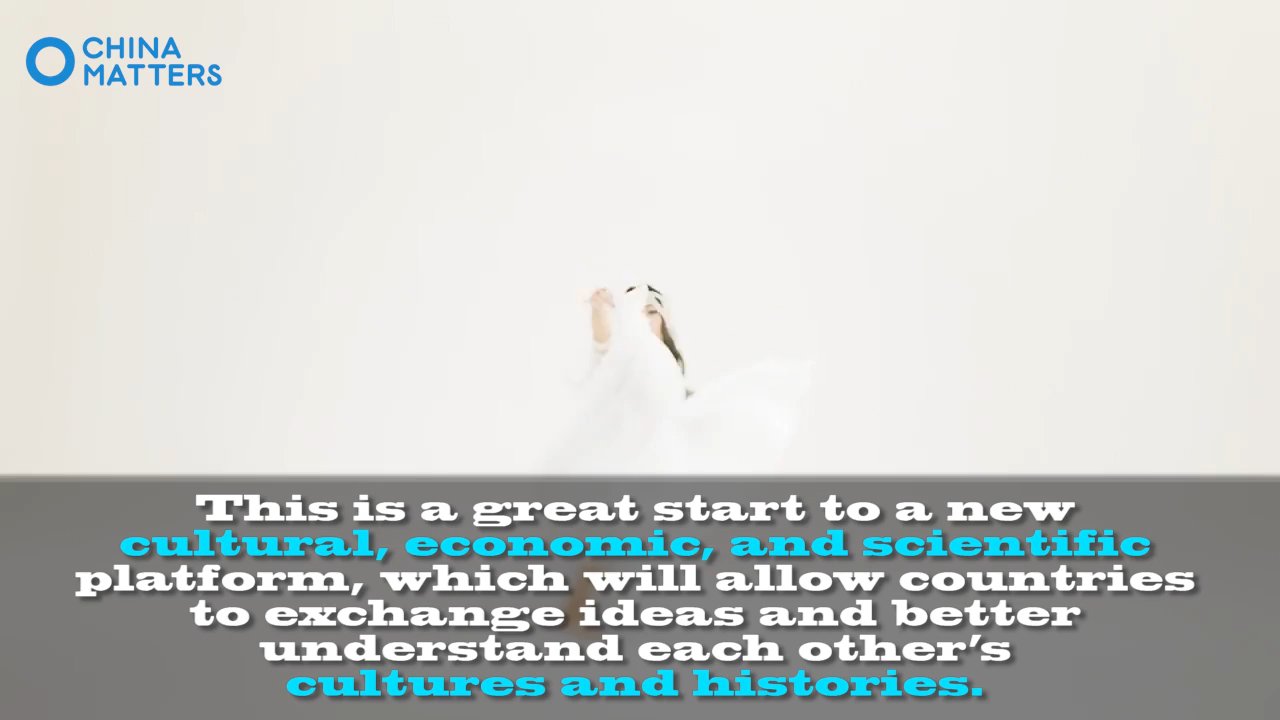 CHINA
MATTERS
This is a great start to a new
cultural, economic, and scientific
platform, which will allow countries
to exchange ideas and better
understand each other's
cultures and histories.